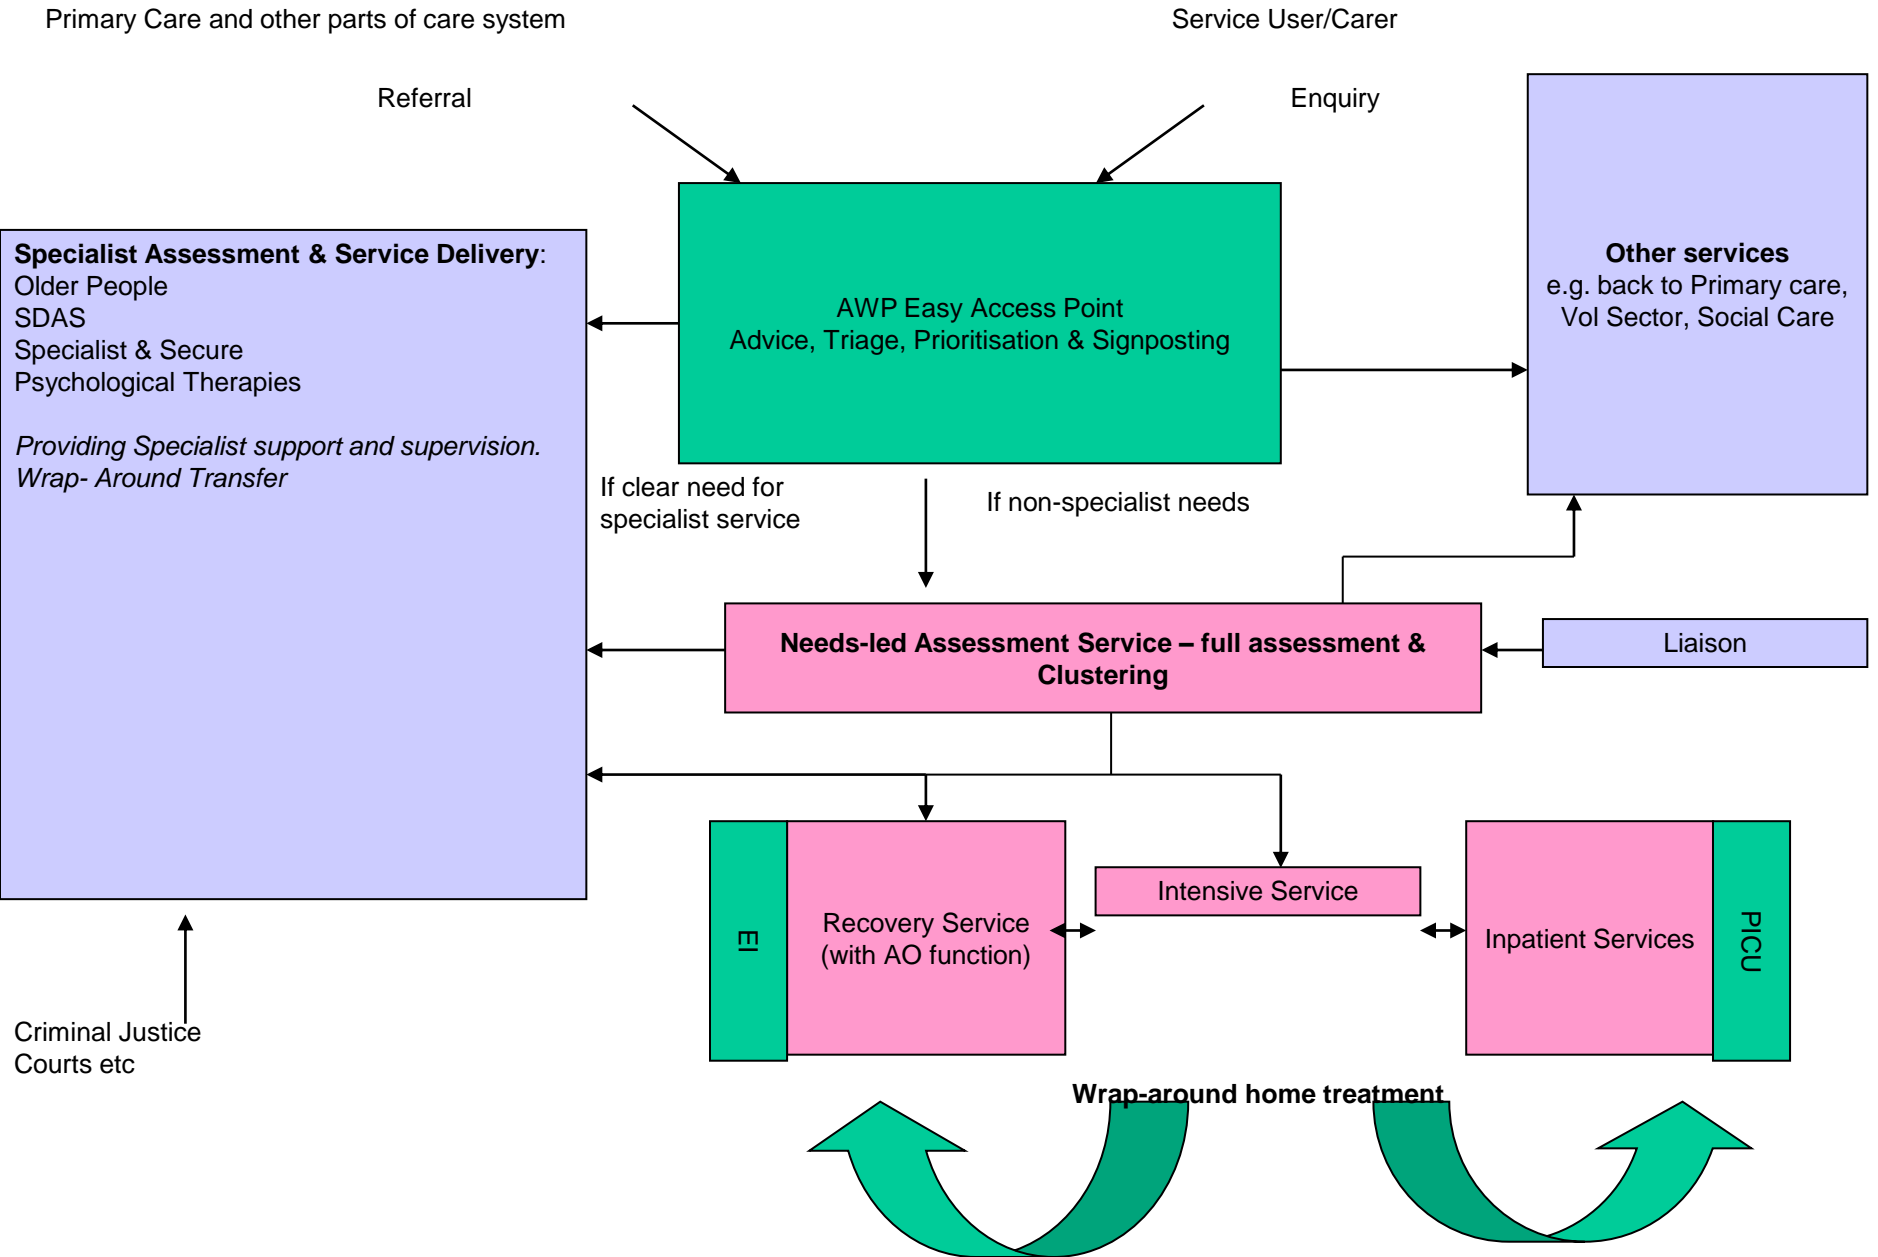 Primary Care and other parts of care system
Service User/Carer
Referral
Enquiry
Specialist Assessment & Service Delivery:
Older People
SDAS
Specialist & Secure
Psychological Therapies
Providing Specialist support and supervision.
Wrap- Around Transfer
AWP Easy Access Point
Advice, Triage, Prioritisation & Signposting
Other services
e.g. back to Primary care,
Vol Sector, Social Care
If clear need for
specialist service
If non-specialist needs
Needs-led Assessment Service – full assessment &
Clustering
Liaison
EI
Recovery Service
(with AO function)
Intensive Service
Inpatient Services
PICU
Criminal Justice
Courts etc
Wrap-around home treatment